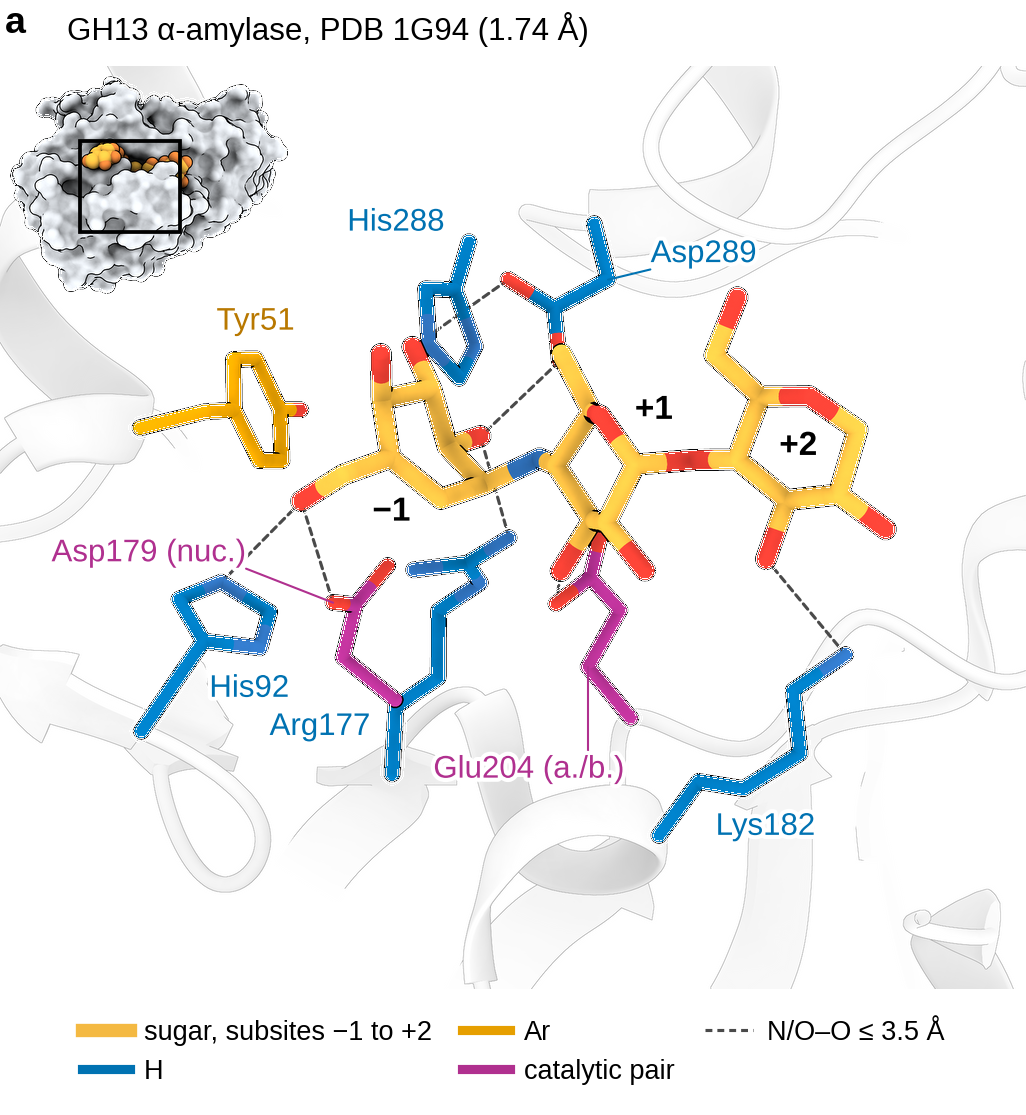 a
GH13 α-amylase, PDB 1G94 (1.74 Å)
His288
Asp289
Tyr51
+1
+2
−1
Asp179 (nuc.)
His92
Arg177
Glu204 (a./b.)
Lys182
sugar, subsites −1 to +2
Ar
N/O–O ≤ 3.5 Å
H
catalytic pair